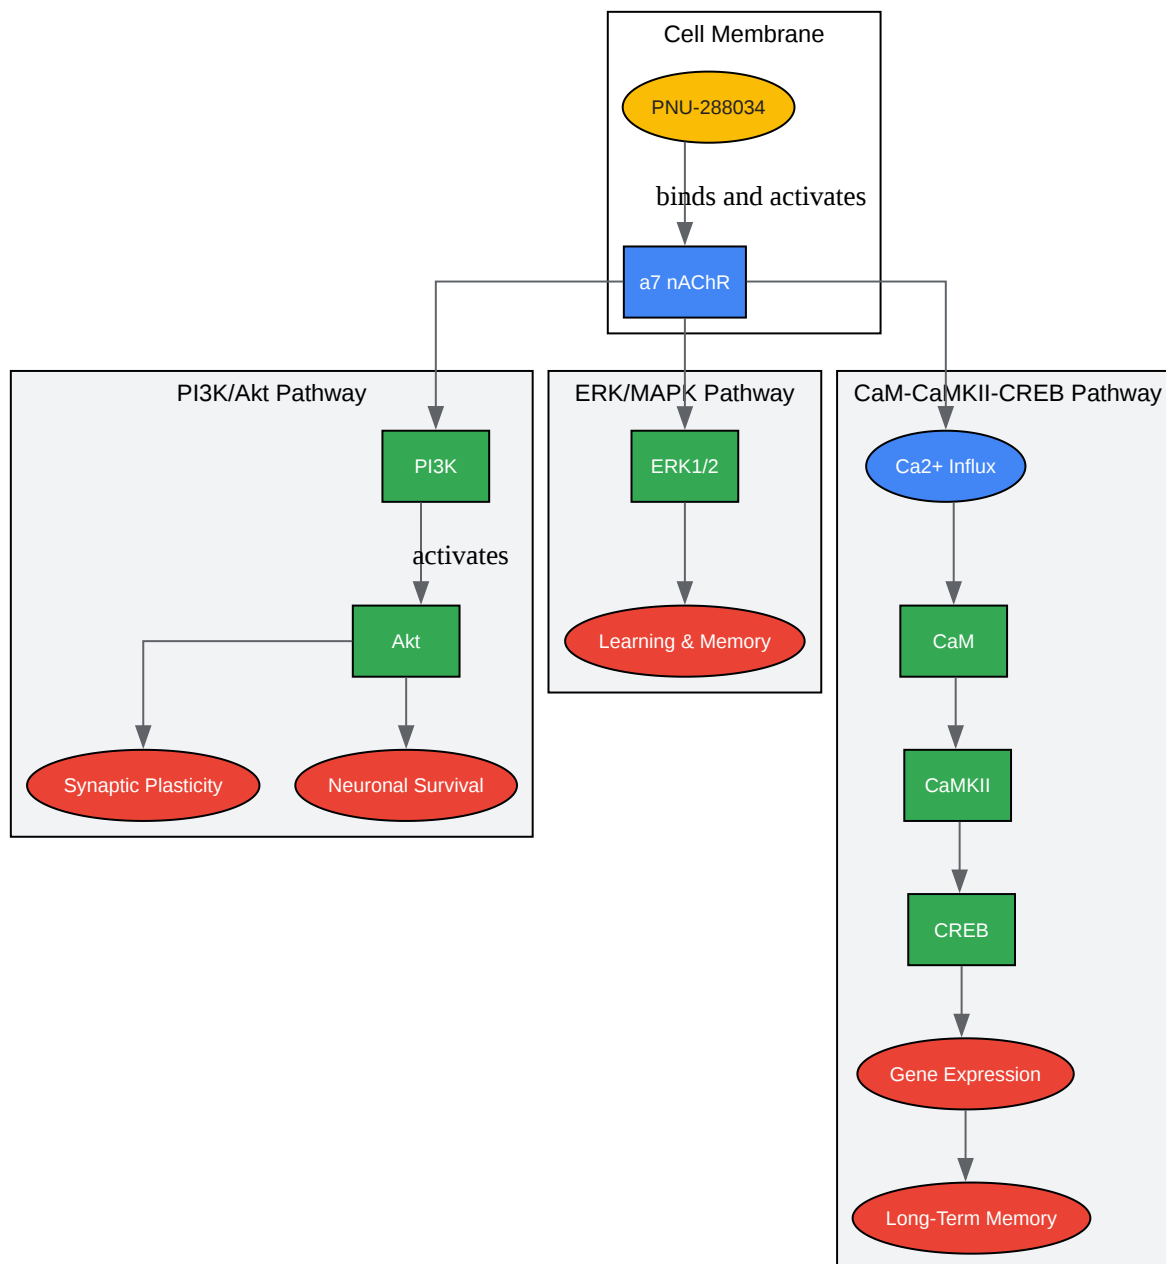 Cell Membrane
PNU-288034
binds and activates
a7 nAChR
PI3K/Akt Pathway
PI3K
activates
Akt
Synaptic Plasticity
Neuronal Survival
ERK/MAPK Pathway
ERK1/2
Learning & Memory
CaM-CaMKII-CREB Pathway
Ca2+ Influx
CaM
CaMKII
CREB
Gene Expression
Long-Term Memory